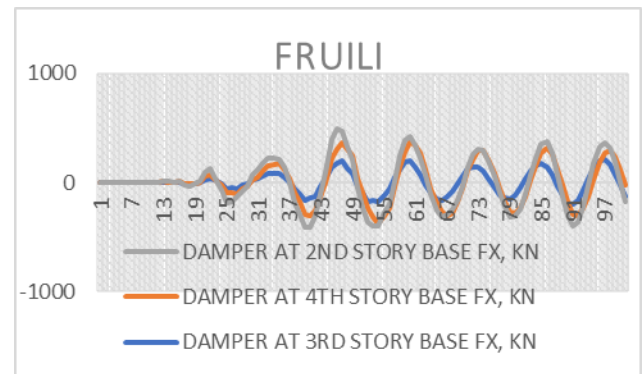 FRUILI
1000
0
-1000
1 7 13 19 25 31 37 43 49 55 61 67 73 79 85 91 97
DAMPER AT 2ND STORY BASE FX, KN
DAMPER AT 4TH STORY BASE FX, KN
DAMPER AT 3RD STORY BASE FX, KN